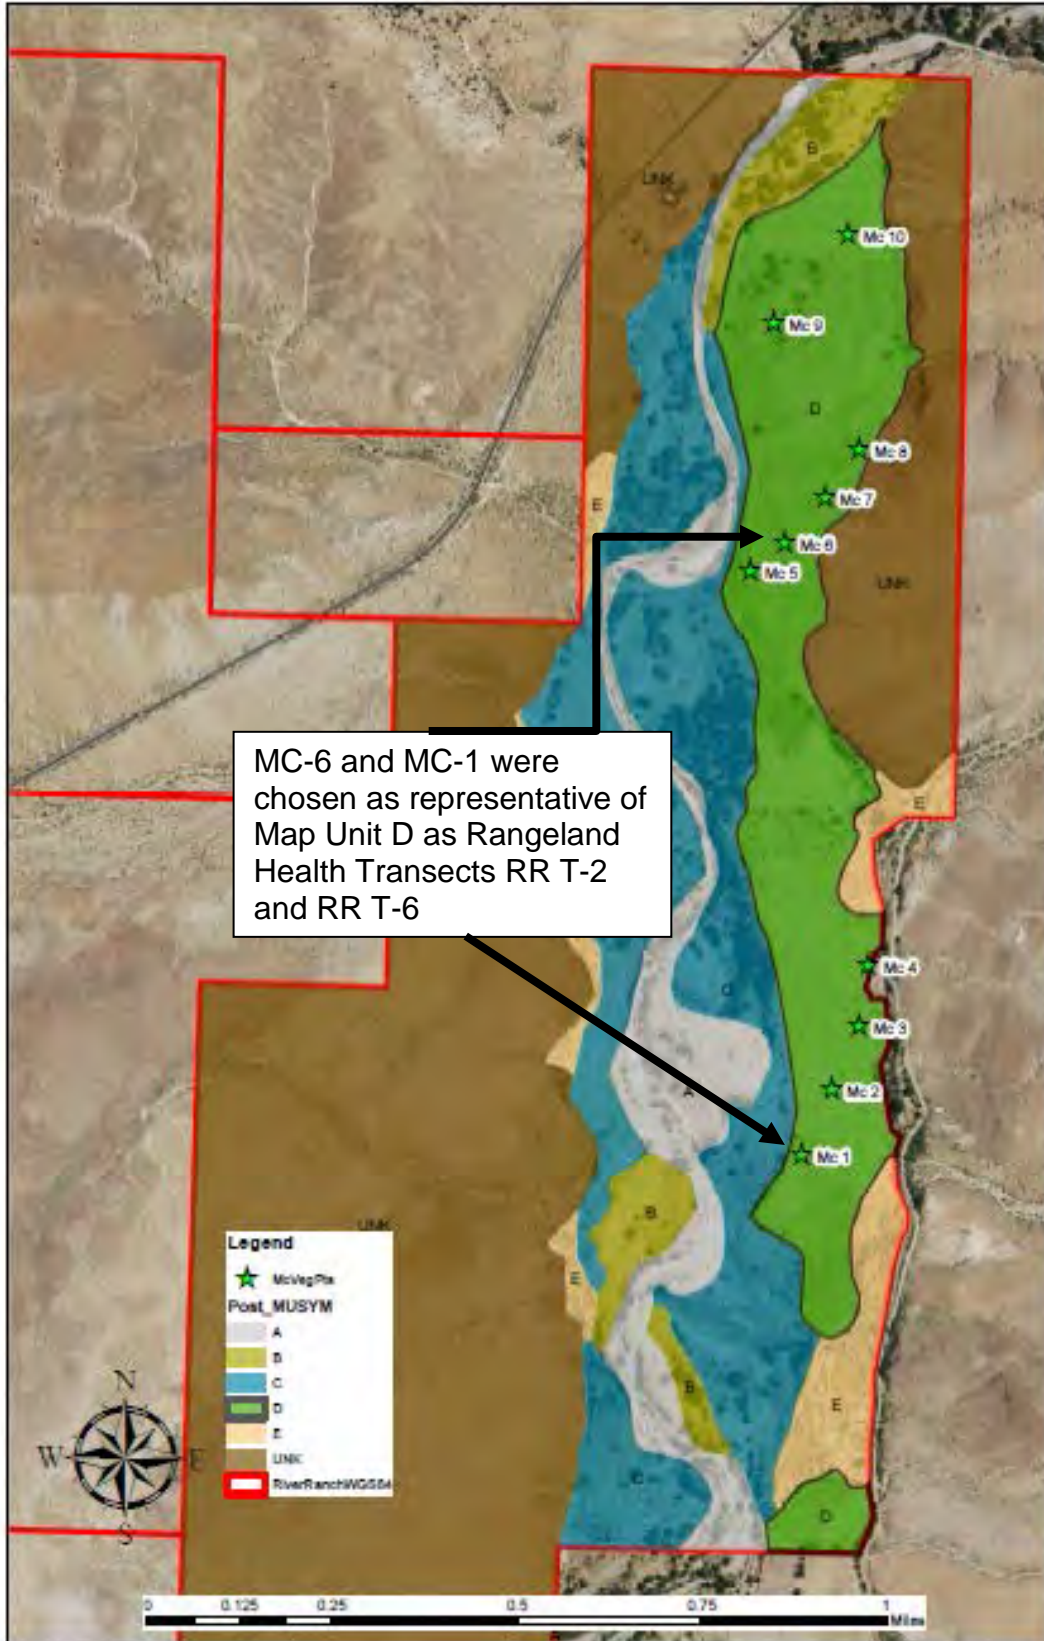 B
UNK
Mc 10
Mc 9
D
Mc 8
Mc 7
E
Mc 6
C
Mc 5
UNK
MC-6 and MC-1 were
chosen as representative of
Map Unit D as Rangeland
Health Transects RR T-2
and RR T-6
E
Mc 4
C
Mc 3
A
Mc 2
Mc 1
B
UNK
E
Legend
McVegPts
Post_MUSYM
A
B
C
D
E
UNK
RiverRanchWGS84
B
E
C
D
N
W E
S
0 0.125 0.25 0.5 0.75 1
Miles